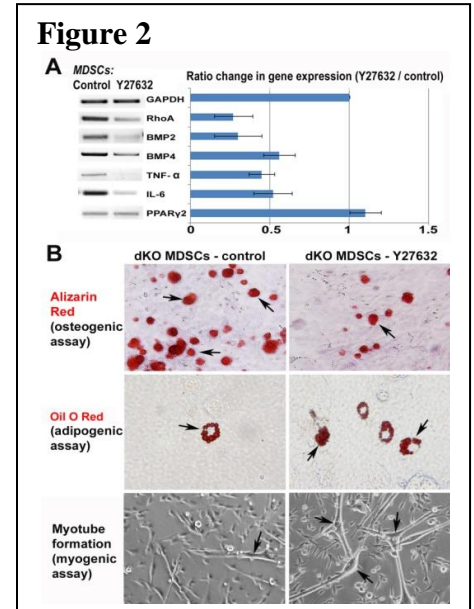 Figure 2
A
MDSCs:
Control Y27632
Ratio change in gene expression (Y27632 / control)
GAPDH
RhoA
BMP2
BMP4
TNF- α
IL-6
PPARγ2
0
0.5
1
1.5
B
dKO MDSCs - control
dKO MDSCs - Y27632
Alizarin
Red
(osteogenic
assay)
Oil O Red
(adipogenic
assay)
Myotube
formation
(myogenic
assay)